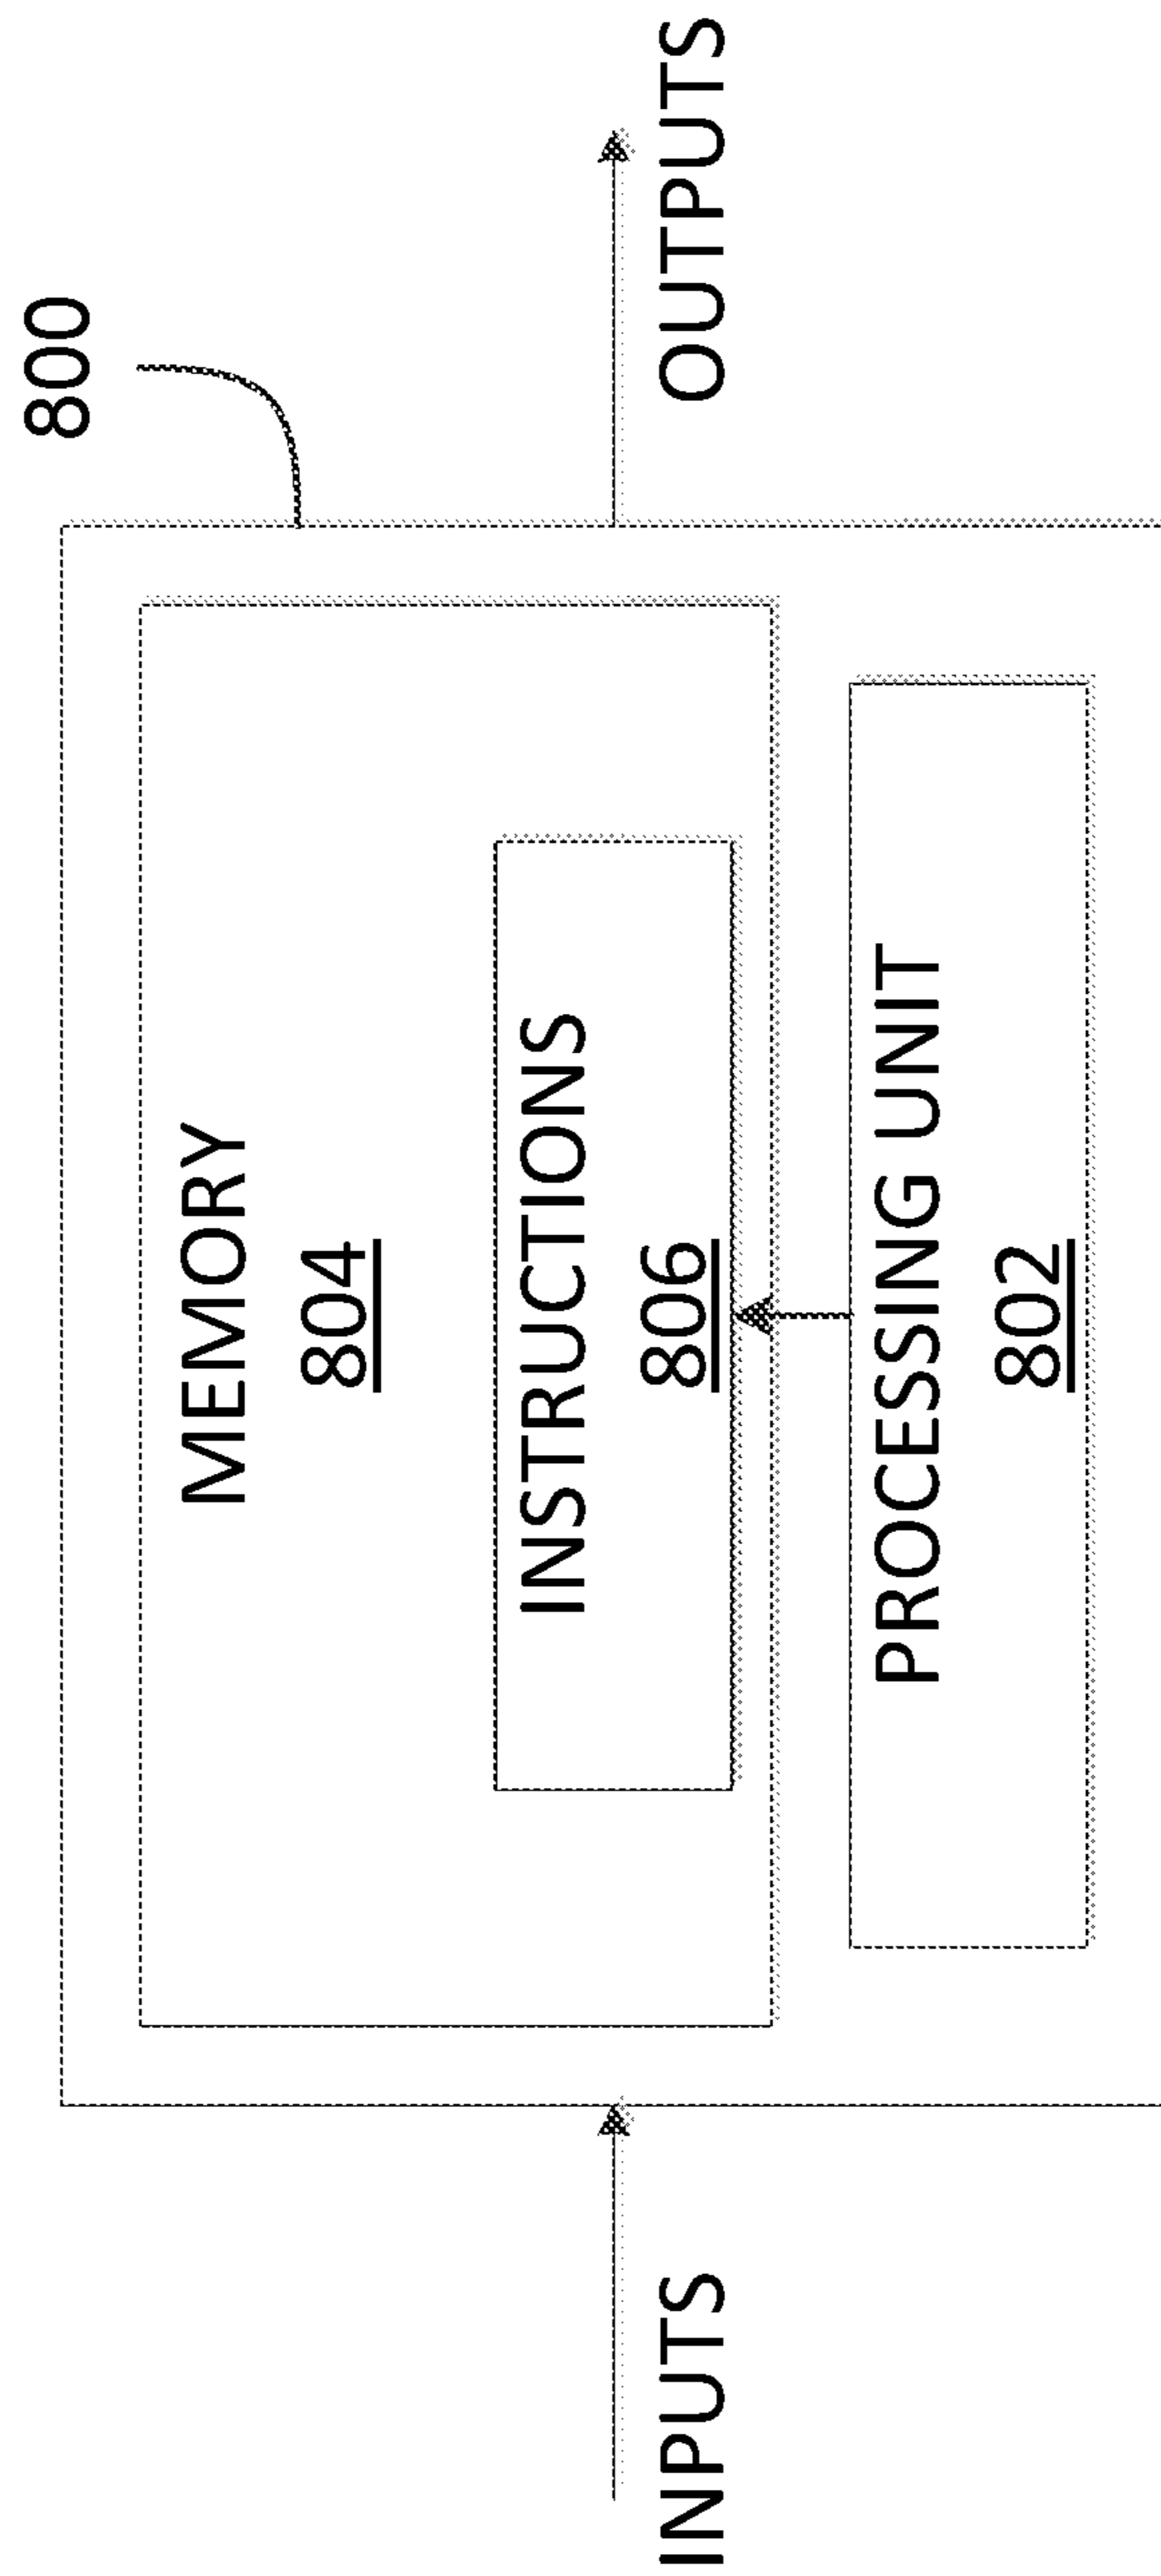 800
MEMORY
804
INSTRUCTIONS
806
INPUTS
OUTPUTS
PROCESSING UNIT
802